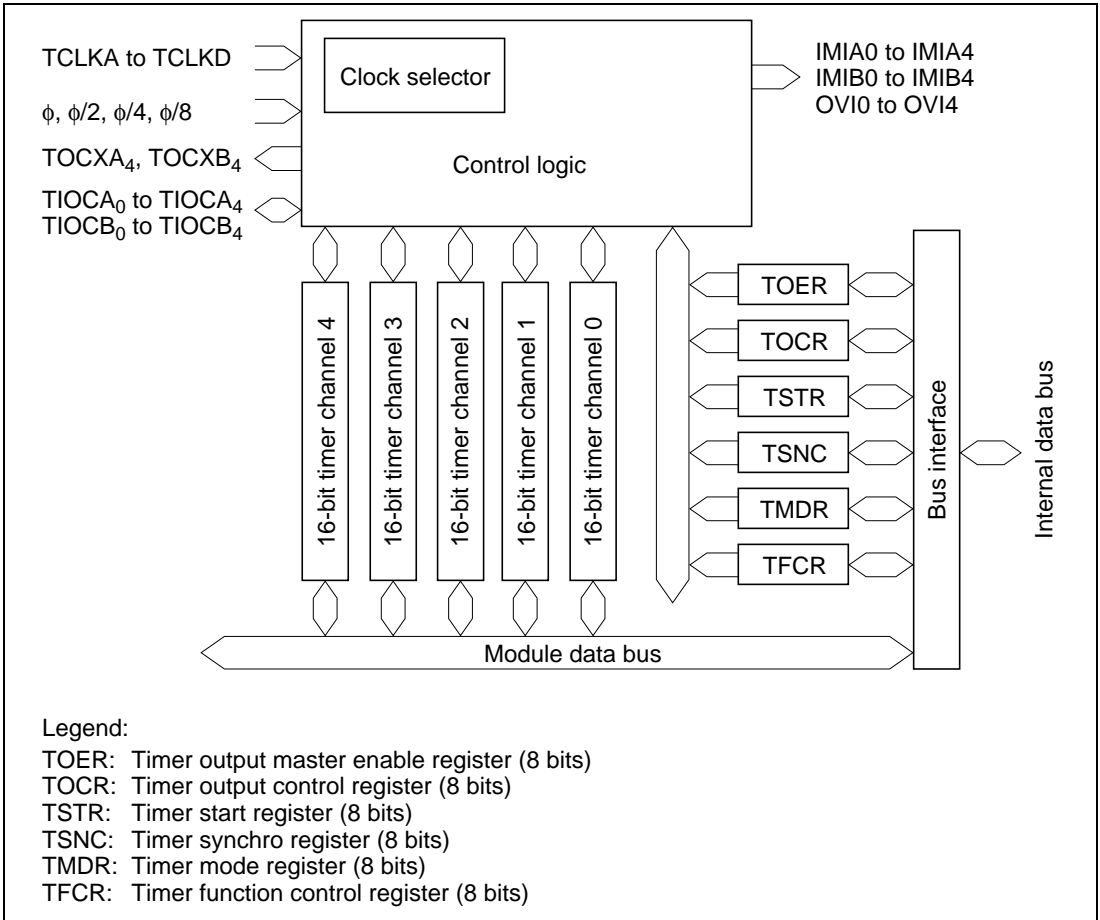 TCLKA to TCLKD
ϕ, ϕ/2, ϕ/4, ϕ/8
TOCXA4, TOCXB4
TIOCA0 to TIOCA4
TIOCB0 to TIOCB4
Clock selector
Control logic
IMIA0 to IMIA4
IMIB0 to IMIB4
OVI0 to OVI4
16-bit timer channel 4
16-bit timer channel 3
16-bit timer channel 2
16-bit timer channel 1
16-bit timer channel 0
TOER
TOCR
TSTR
TSNC
TMDR
TFCR
Bus interface
Internal data bus
Module data bus
Legend:
TOER: Timer output master enable register (8 bits)
TOCR: Timer output control register (8 bits)
TSTR: Timer start register (8 bits)
TSNC: Timer synchro register (8 bits)
TMDR: Timer mode register (8 bits)
TFCR: Timer function control register (8 bits)